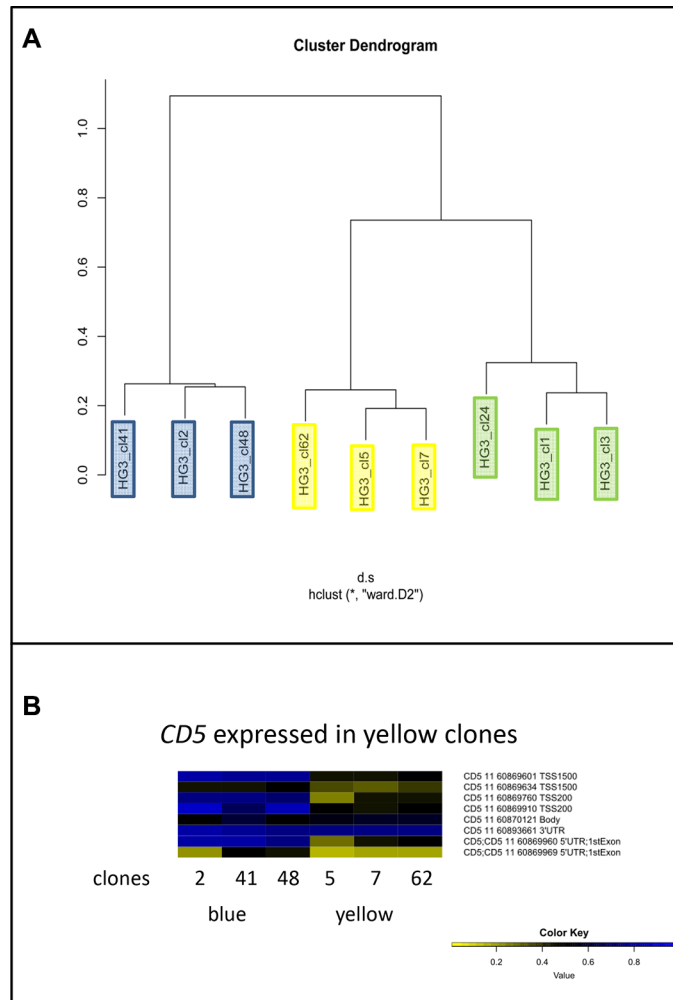 A
Cluster Dendrogram
1.0
0.8
0.6
0.4
0.2
0.0
HG3_cl41
HG3_cl2
HG3_cl48
HG3_cl62
HG3_cl5
HG3_cl7
HG3_cl24
HG3_cl1
HG3_cl3
d.s
hclust (*, "ward.D2")
B
CD5 expressed in yellow clones
CD5 11 60869601 TSS1500
CD5 11 60869634 TSS1500
CD5 11 60869760 TSS200
CD5 11 60869910 TSS200
CD5 11 60870121 Body
CD5 11 60893661 3'UTR
CD5;CD5 11 60869960 5'UTR;1stExon
CD5;CD5 11 60869969 5'UTR;1stExon
clones 2 41 48 5 7 62
blue yellow
Color Key
0.2 0.4 0.6 0.8
Value